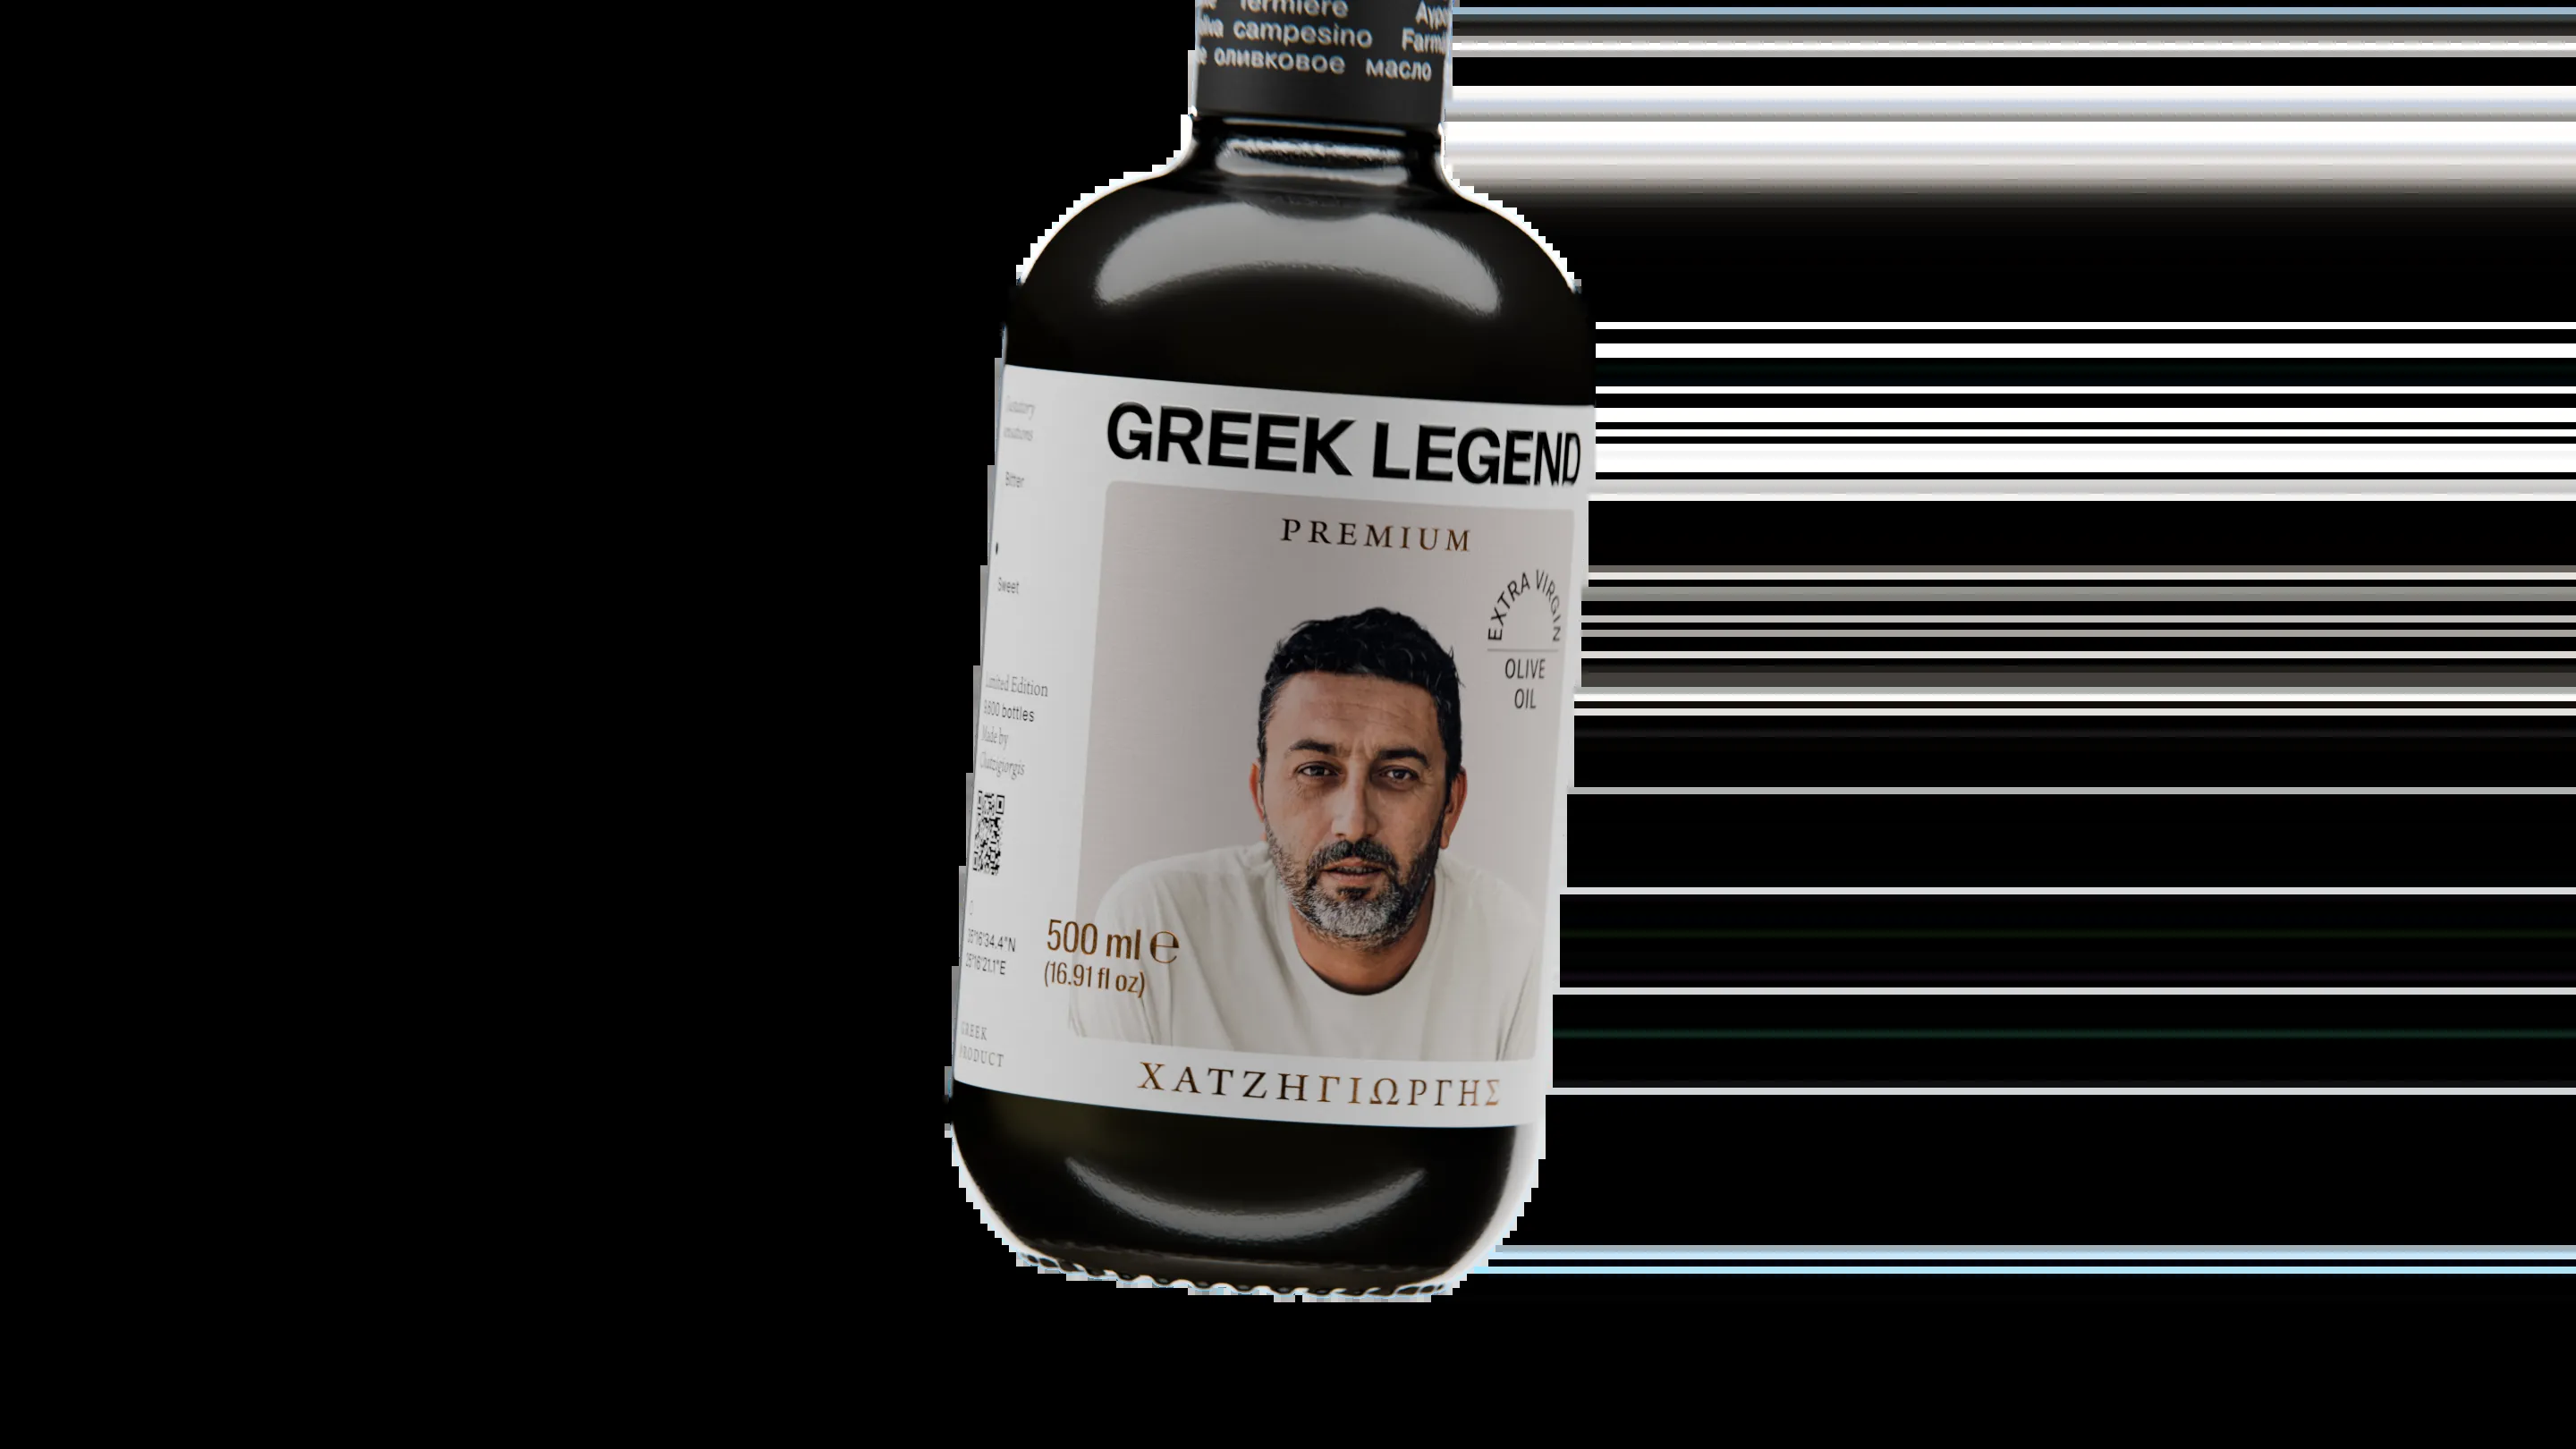 fermière
campesino
оливковое масло
GREEK LEGEND
PREMIUM
EXTRA VIRGIN
OLIVE
OIL
Bitter
Sweet
Limited Edition
bottles
Made by
500 ml ℮
(16.91 fl oz)
GREEK
PRODUCT
ΧΑΤΖΗΓΙΩΡΓΗΣ